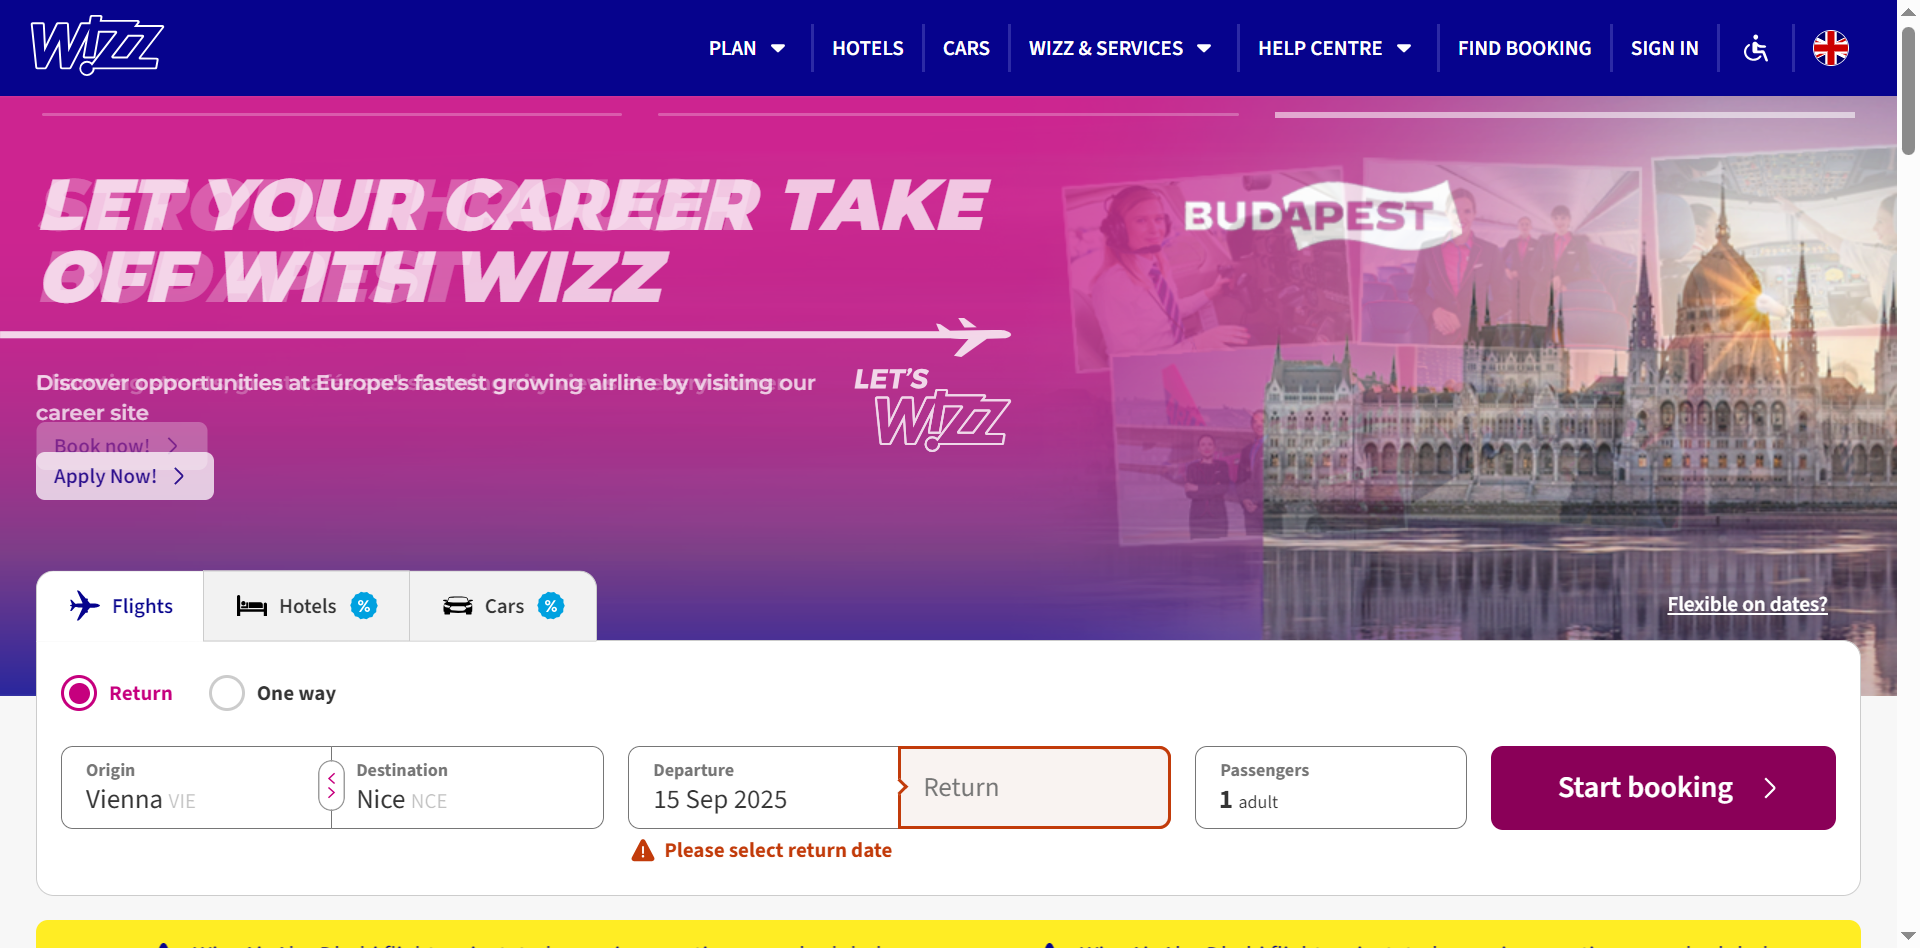 WIZZ
PLAN
HOTELS
CARS
WIZZ & SERVICES
HELP CENTRE
FIND BOOKING
SIGN IN
LET YOUR CAREER TAKE
OFF WITH WIZZ
BUDAPEST
BUDAPEST
Discover opportunities at Europe's fastest growing airline by visiting our
career site
LET'S
WIZZ
Book now!
Apply Now!
Flights
Hotels %
Cars %
Flexible on dates?
Return
One way
Origin
Vienna VIE
Destination
Nice NCE
Departure
15 Sep 2025
Return
Passengers
1 adult
Start booking
Please select return date